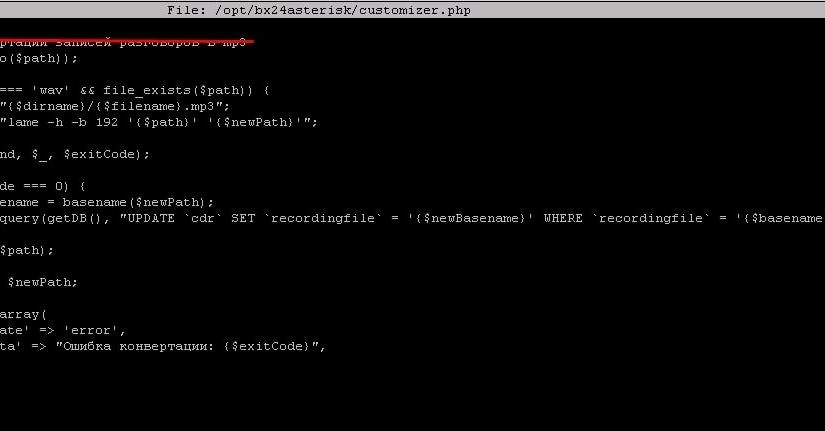 File: /opt/bx24asterisk/customizer.php
ртации записей разговоров в mp3
o($path));
=== 'wav' && file_exists($path)) {
"{$dirname}/{$filename}.mp3";
"lame -h -b 192 '{$path}' '{$newPath}'";
nd, $_, $exitCode);
de === 0) {
ename = basename($newPath);
query(getDB(), "UPDATE `cdr` SET `recordingfile` = '{$newBasename}' WHERE `recordingfile` = '{$basename
$path);
$newPath;
array(
ate' => 'error',
ta' => "Ошибка конвертации: {$exitCode}",